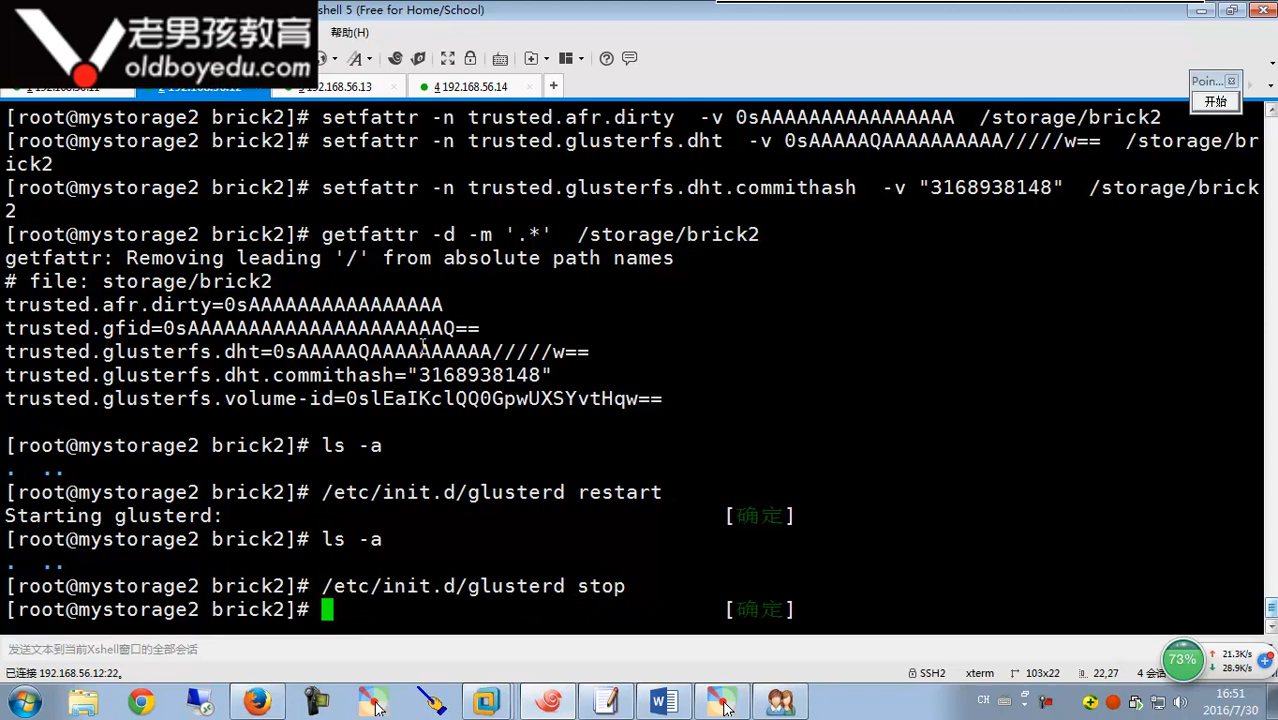 老男孩教育
oldboyedu.com
shell 5 (Free for Home/School)
帮助(H)
192.168.56.13
4 192.168.56.14
Poin...
开始
[root@mystorage2 brick2]# setfattr -n trusted.afr.dirty  -v 0sAAAAAAAAAAAAAAAA  /storage/brick2
[root@mystorage2 brick2]# setfattr -n trusted.glusterfs.dht  -v 0sAAAAAQAAAAAAAAAA/////w==  /storage/br
ick2
[root@mystorage2 brick2]# setfattr -n trusted.glusterfs.dht.commithash  -v "3168938148"  /storage/brick
2
[root@mystorage2 brick2]# getfattr -d -m '.*'  /storage/brick2
getfattr: Removing leading '/' from absolute path names
# file: storage/brick2
trusted.afr.dirty=0sAAAAAAAAAAAAAAAA
trusted.gfid=0sAAAAAAAAAAAAAAAAAAAAAQ==
trusted.glusterfs.dht=0sAAAAAQAAAAAAAAAA/////w==
trusted.glusterfs.dht.commithash="3168938148"
trusted.glusterfs.volume-id=0slEaIKclQQ0GpwUXSYvtHqw==
[root@mystorage2 brick2]# ls -a
.  ..
[root@mystorage2 brick2]# /etc/init.d/glusterd restart
Starting glusterd: [确定]
[root@mystorage2 brick2]# ls -a
.  ..
[root@mystorage2 brick2]# /etc/init.d/glusterd stop
[root@mystorage2 brick2]# [确定]
发送文本到当前Xshell窗口的全部会话
已连接 192.168.56.12:22。
SSH2
xterm
103x22
22,27
4 会话
73%
21.3K/s
28.9K/s
CH
16:51
2016/7/30